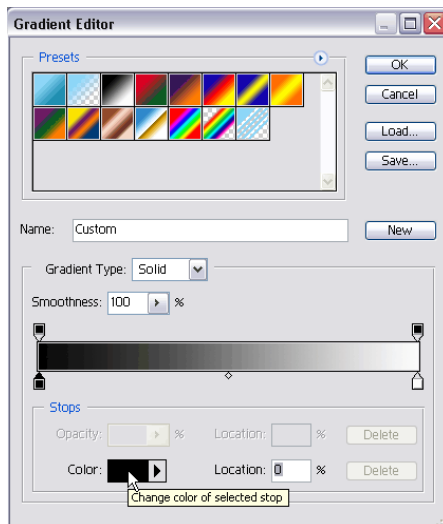 Gradient Editor
Presets
OK
Cancel
Load...
Save...
Name: Custom
New
Gradient Type: Solid
Smoothness: 100 %
Stops
Opacity: % Location: % Delete
Color: Location: 0 % Delete
Change color of selected stop